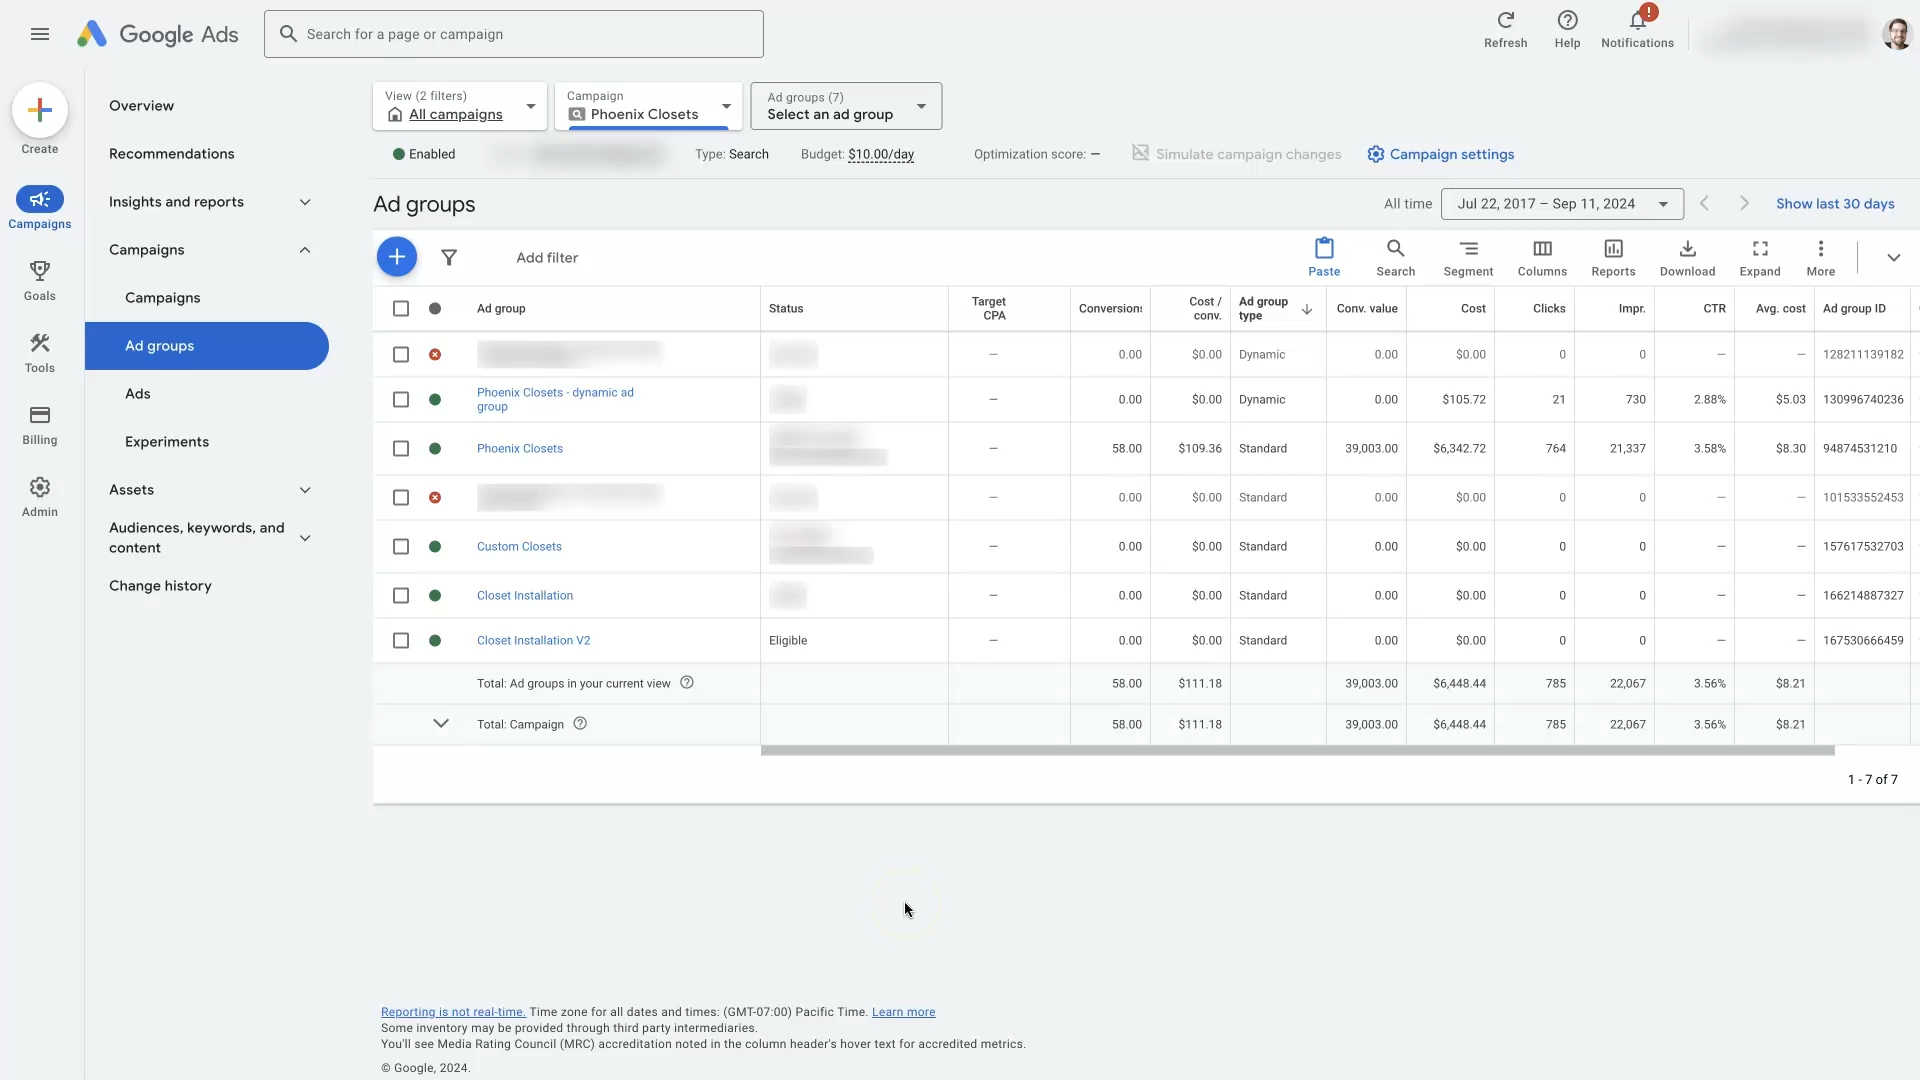 Google Ads
Search for a page or campaign
Refresh
Help
Notifications
!
Create
Campaigns
Goals
Tools
Billing
Admin
Overview
Recommendations
Insights and reports
Campaigns
Campaigns
Ad groups
Ads
Experiments
Assets
Audiences, keywords, and
content
Change history
View (2 filters)
All campaigns
Campaign
Phoenix Closets
Ad groups (7)
Select an ad group
Enabled
Type: Search
Budget: $10.00/day
Optimization score: —
Simulate campaign changes
Campaign settings
Ad groups
All time
Jul 22, 2017 – Sep 11, 2024
Show last 30 days
Add filter
Paste
Search
Segment
Columns
Reports
Download
Expand
More
Ad group Status Target CPA Conversions Cost / conv. Ad group type Conv. value Cost Clicks Impr. CTR Avg. cost Ad group ID
— 0.00 $0.00 Dynamic 0.00 $0.00 0 0 — — 128211139182
Phoenix Closets - dynamic ad group — 0.00 $0.00 Dynamic 0.00 $105.72 21 730 2.88% $5.03 130996740236
Phoenix Closets — 58.00 $109.36 Standard 39,003.00 $6,342.72 764 21,337 3.58% $8.30 94874531210
— 0.00 $0.00 Standard 0.00 $0.00 0 0 — — 101533552453
Custom Closets — 0.00 $0.00 Standard 0.00 $0.00 0 0 — — 157617532703
Closet Installation — 0.00 $0.00 Standard 0.00 $0.00 0 0 — — 166214887327
Closet Installation V2 Eligible — 0.00 $0.00 Standard 0.00 $0.00 0 0 — — 167530666459
Total: Ad groups in your current view 58.00 $111.18 39,003.00 $6,448.44 785 22,067 3.56% $8.21
Total: Campaign 58.00 $111.18 39,003.00 $6,448.44 785 22,067 3.56% $8.21
1 - 7 of 7
Reporting is not real-time. Time zone for all dates and times: (GMT-07:00) Pacific Time. Learn more
Some inventory may be provided through third party intermediaries.
You'll see Media Rating Council (MRC) accreditation noted in the column header's hover text for accredited metrics.
© Google, 2024.